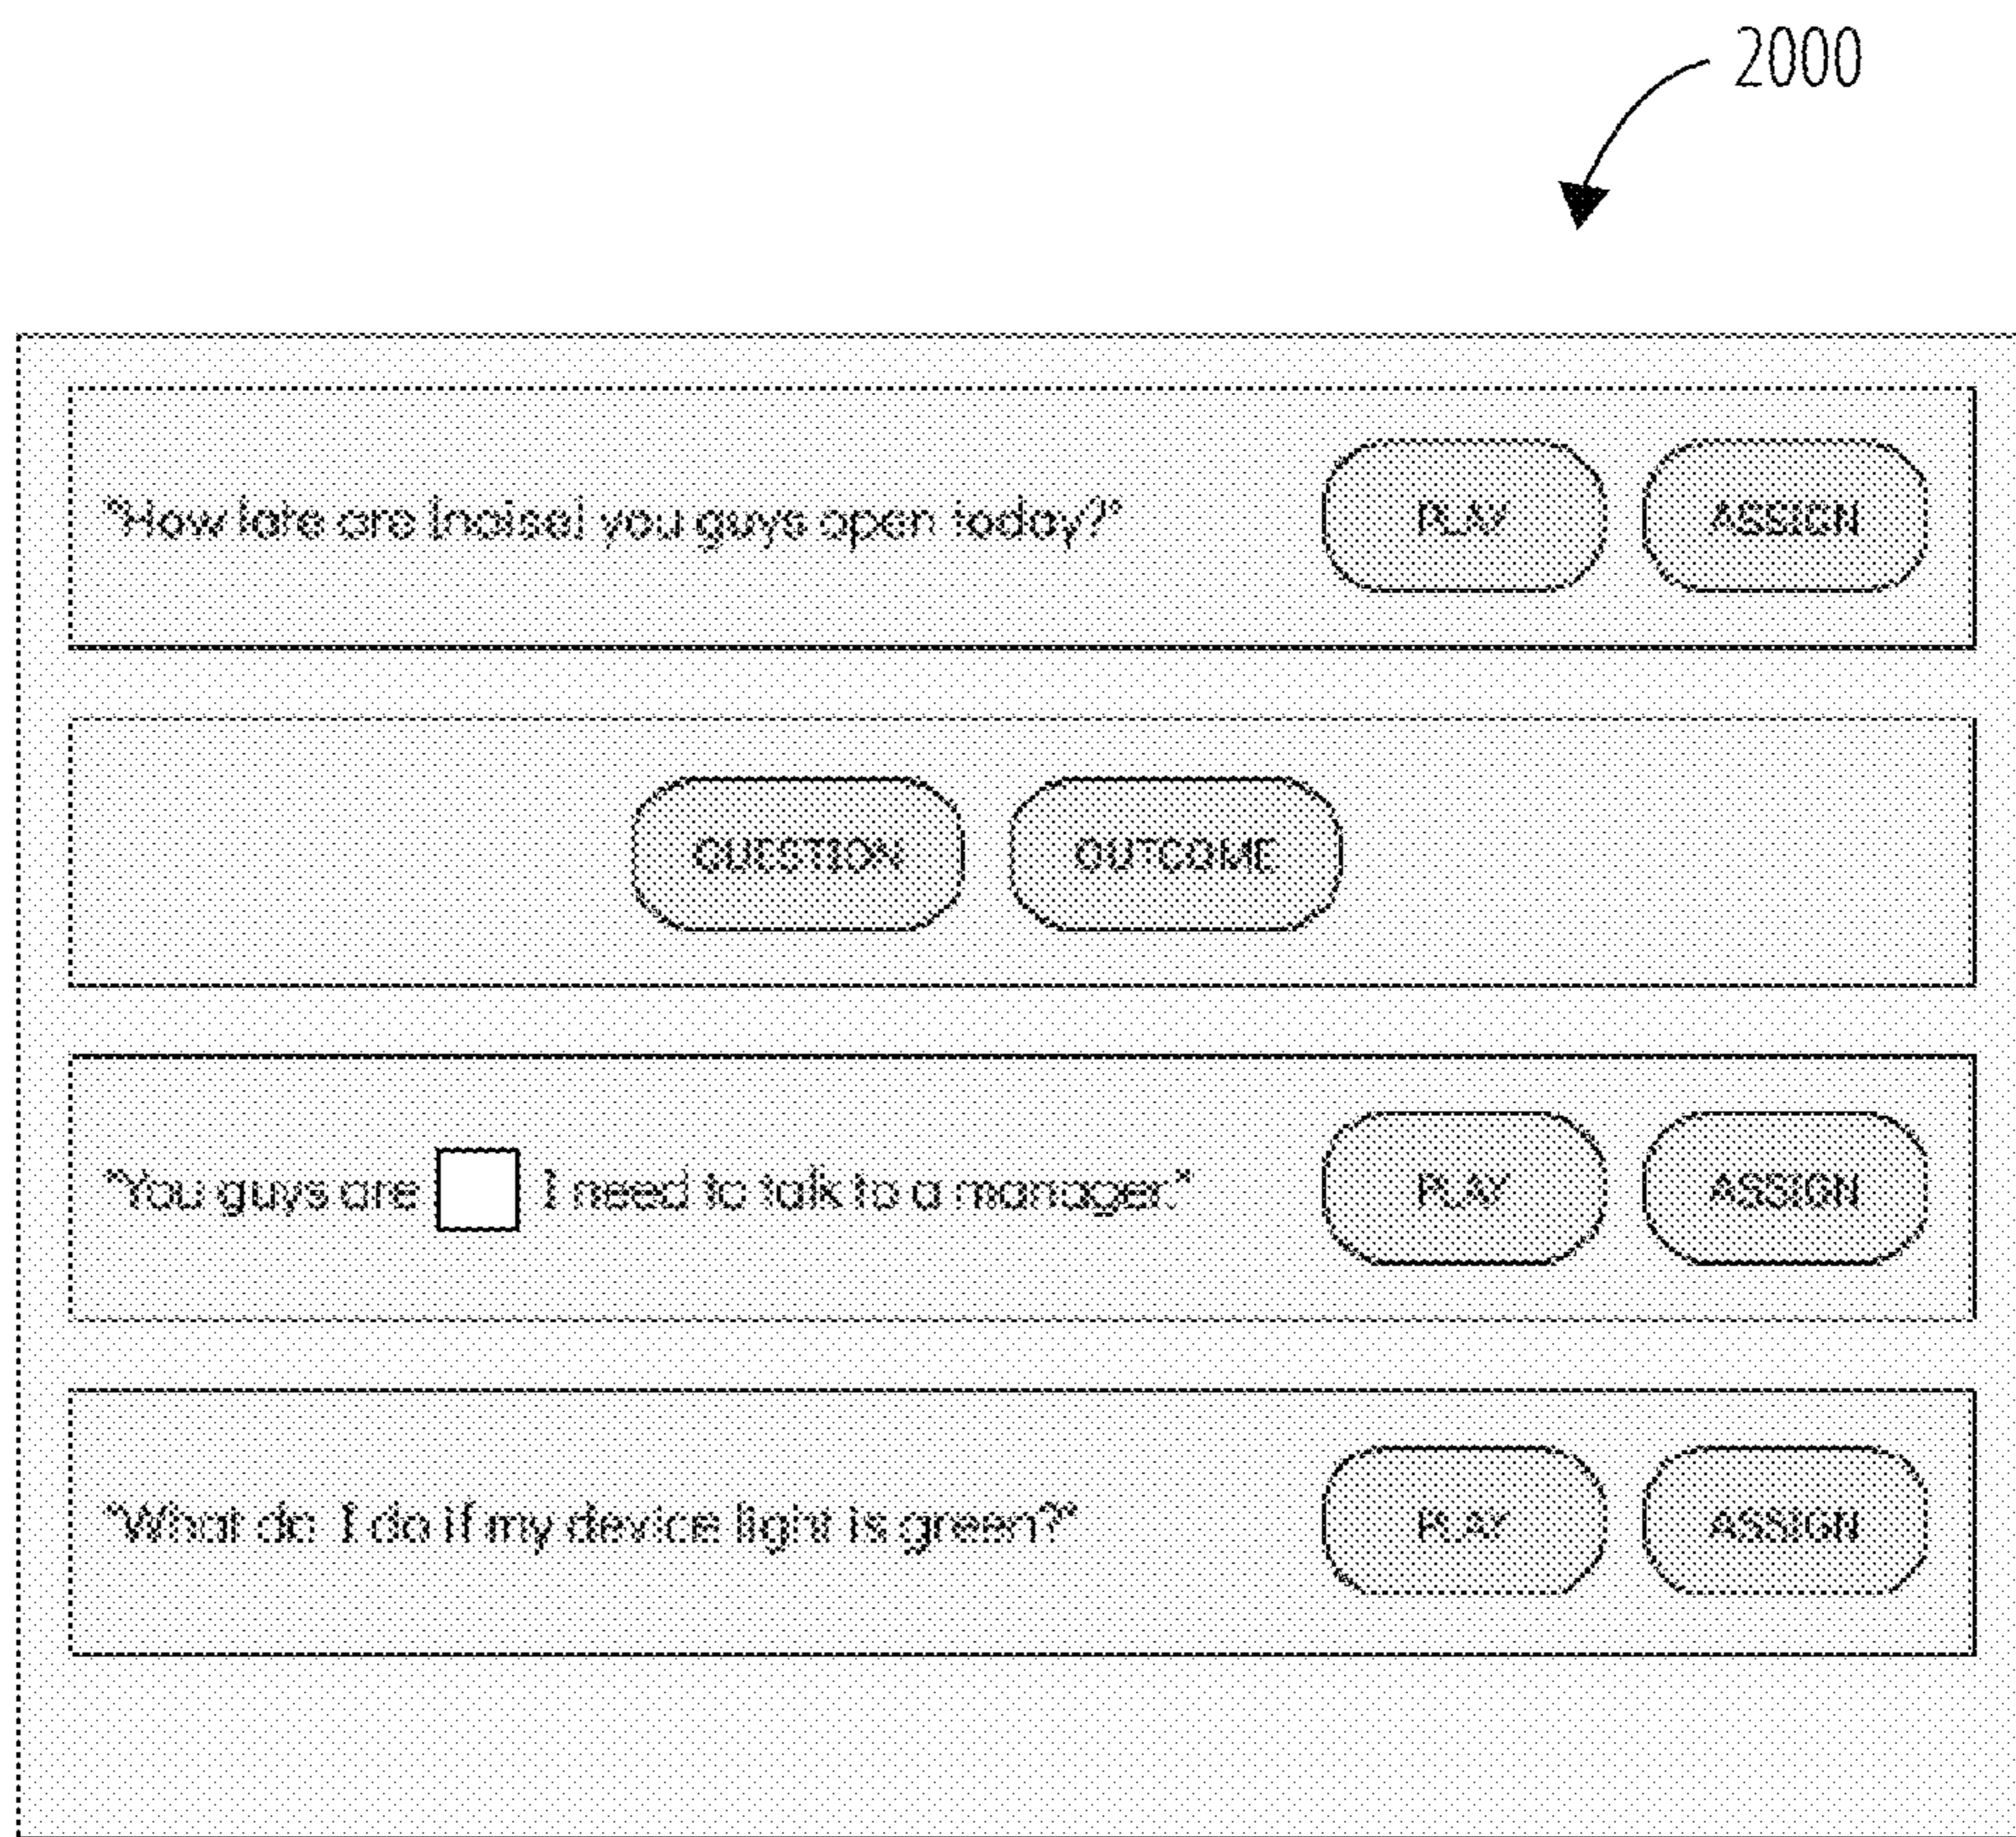 2000
"How late are [noise] you guys open today?" PLAY ASSIGN
QUESTION OUTCOME
"You guys are I need to talk to a manager." PLAY ASSIGN
"What do I do if my device light is green?" PLAY ASSIGN